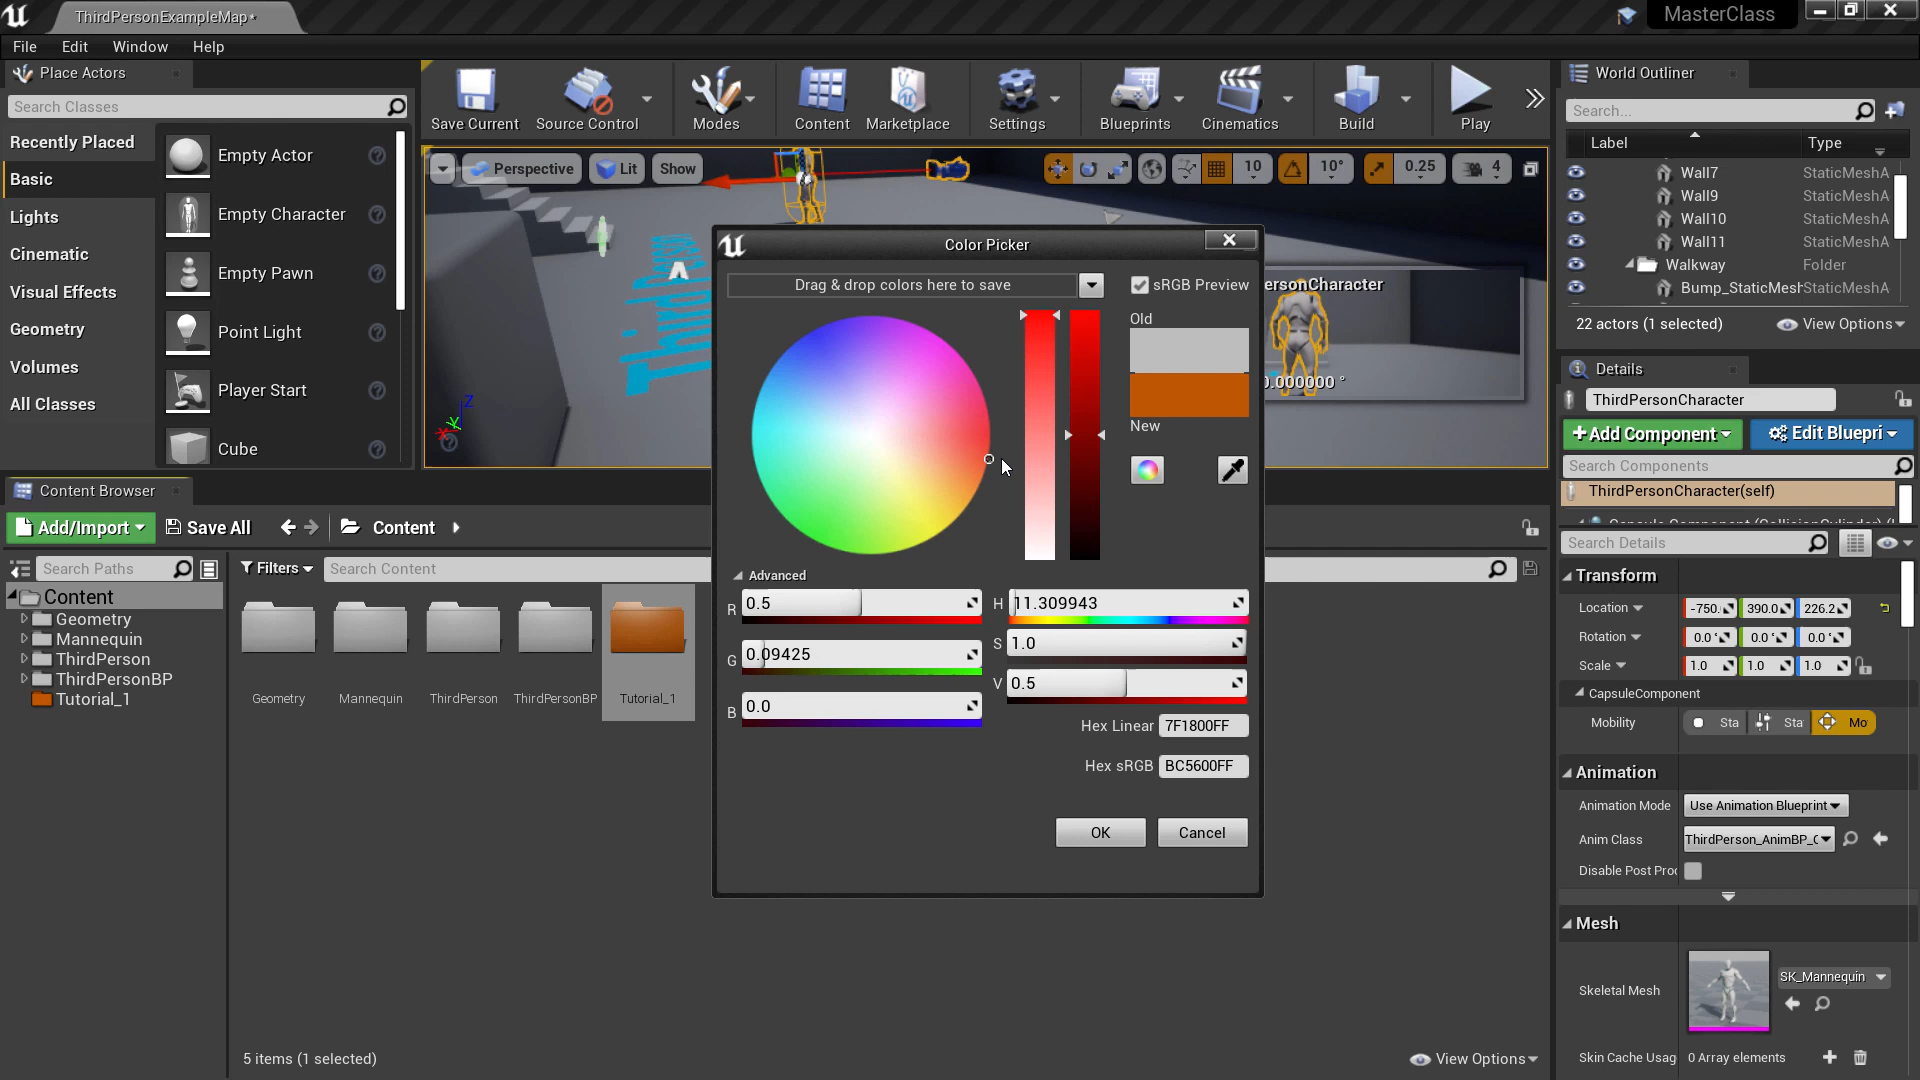 ThirdPersonExampleMap*
MasterClass
File Edit Window Help
Place Actors
Search Classes
Recently Placed
Basic
Lights
Cinematic
Visual Effects
Geometry
Volumes
All Classes
Empty Actor
Empty Character
Empty Pawn
Point Light
Player Start
Cube
Save Current Source Control Modes Content Marketplace Settings Blueprints Cinematics Build Play
Perspective Lit Show 10 10° 0.25 4
Z
Y
X
ersonCharacter
0.000000 °
Color Picker
Drag & drop colors here to save
sRGB Preview
Old
New
Advanced
R 0.5
G 0.09425
B 0.0
H 11.309943
S 1.0
V 0.5
Hex Linear 7F1800FF
Hex sRGB BC5600FF
OK Cancel
World Outliner
Search...
Label Type
Wall7 StaticMeshA
Wall9 StaticMeshA
Wall10 StaticMeshA
Wall11 StaticMeshA
Walkway Folder
Bump_StaticMesh StaticMeshA
22 actors (1 selected) View Options
Details
ThirdPersonCharacter
+Add Component Edit Bluepri
Search Components
ThirdPersonCharacter(self)
Search Details
Transform
Location -750. 390.0 226.2
Rotation 0.0 ° 0.0 ° 0.0 °
Scale 1.0 1.0 1.0
CapsuleComponent
Mobility Sta Sta Mo
Animation
Animation Mode Use Animation Blueprint
Anim Class ThirdPerson_AnimBP_C
Disable Post Proc
Mesh
Skeletal Mesh SK_Mannequin
Skin Cache Usag 0 Array elements
Content Browser
Add/Import Save All Content
Search Paths
Filters Search Content
Content
Geometry
Mannequin
ThirdPerson
ThirdPersonBP
Tutorial_1
Geometry Mannequin ThirdPerson ThirdPersonBP Tutorial_1
5 items (1 selected) View Options